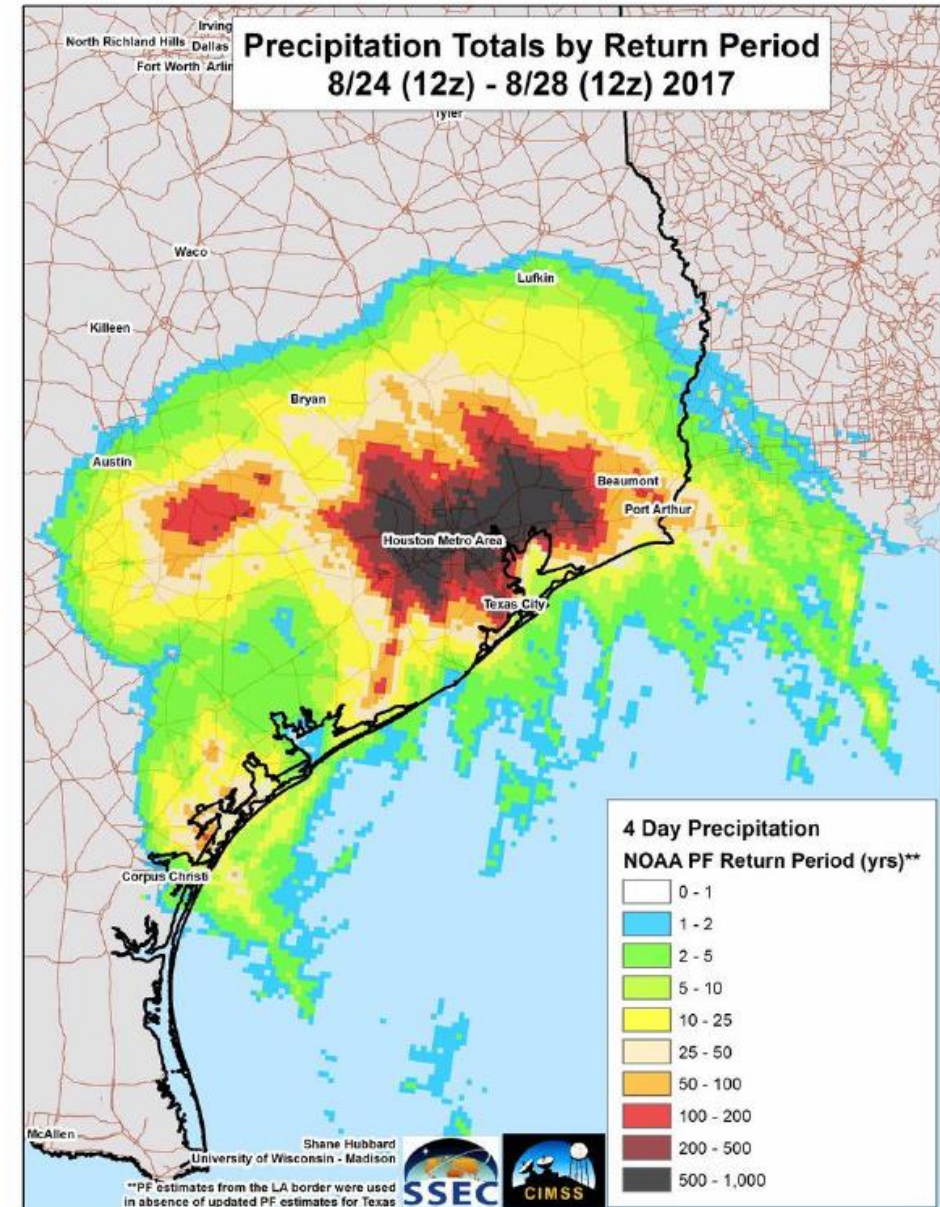 Irving
North Richland Hills Dallas
Fort Worth Arlin
Precipitation Totals by Return Period
8/24 (12z) - 8/28 (12z) 2017
Tyler
Waco
Lufkin
Killeen
Bryan
Austin
Beaumont
Port Arthur
Houston Metro Area
Texas City
Corpus Christi
McAllen
4 Day Precipitation
NOAA PF Return Period (yrs)**
0 - 1
1 - 2
2 - 5
5 - 10
10 - 25
25 - 50
50 - 100
100 - 200
200 - 500
500 - 1,000
Shane Hubbard
University of Wisconsin - Madison
**PF estimates from the LA border were used
in absence of updated PF estimates for Texas
SSEC
CIMSS